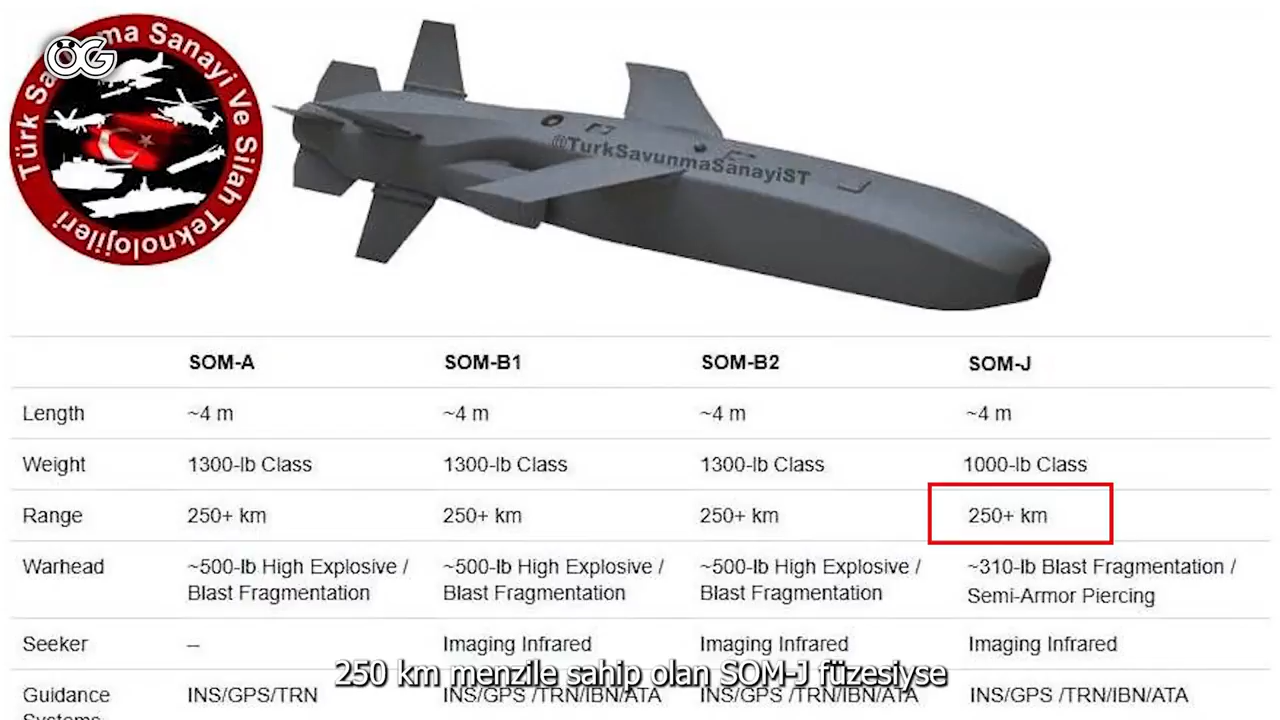 ÖG
Türk Savunma Sanayi Ve Silah Teknolojileri
@TurkSavunmaSanayiST
SOM-A SOM-B1 SOM-B2 SOM-J
Length ~4 m ~4 m ~4 m ~4 m
Weight 1300-lb Class 1300-lb Class 1300-lb Class 1000-lb Class
Range 250+ km 250+ km 250+ km 250+ km
Warhead ~500-lb High Explosive / ~500-lb High Explosive / ~500-lb High Explosive / ~310-lb Blast Fragmentation /
Blast Fragmentation Blast Fragmentation Blast Fragmentation Semi-Armor Piercing
Seeker – Imaging Infrared Imaging Infrared Imaging Infrared
250 km menzile sahip olan SOM-J füzesiyse
Guidance INS/GPS/TRN INS/GPS /TRN/IBN/ATA INS/GPS /TRN/IBN/ATA INS/GPS /TRN/IBN/ATA
Systems